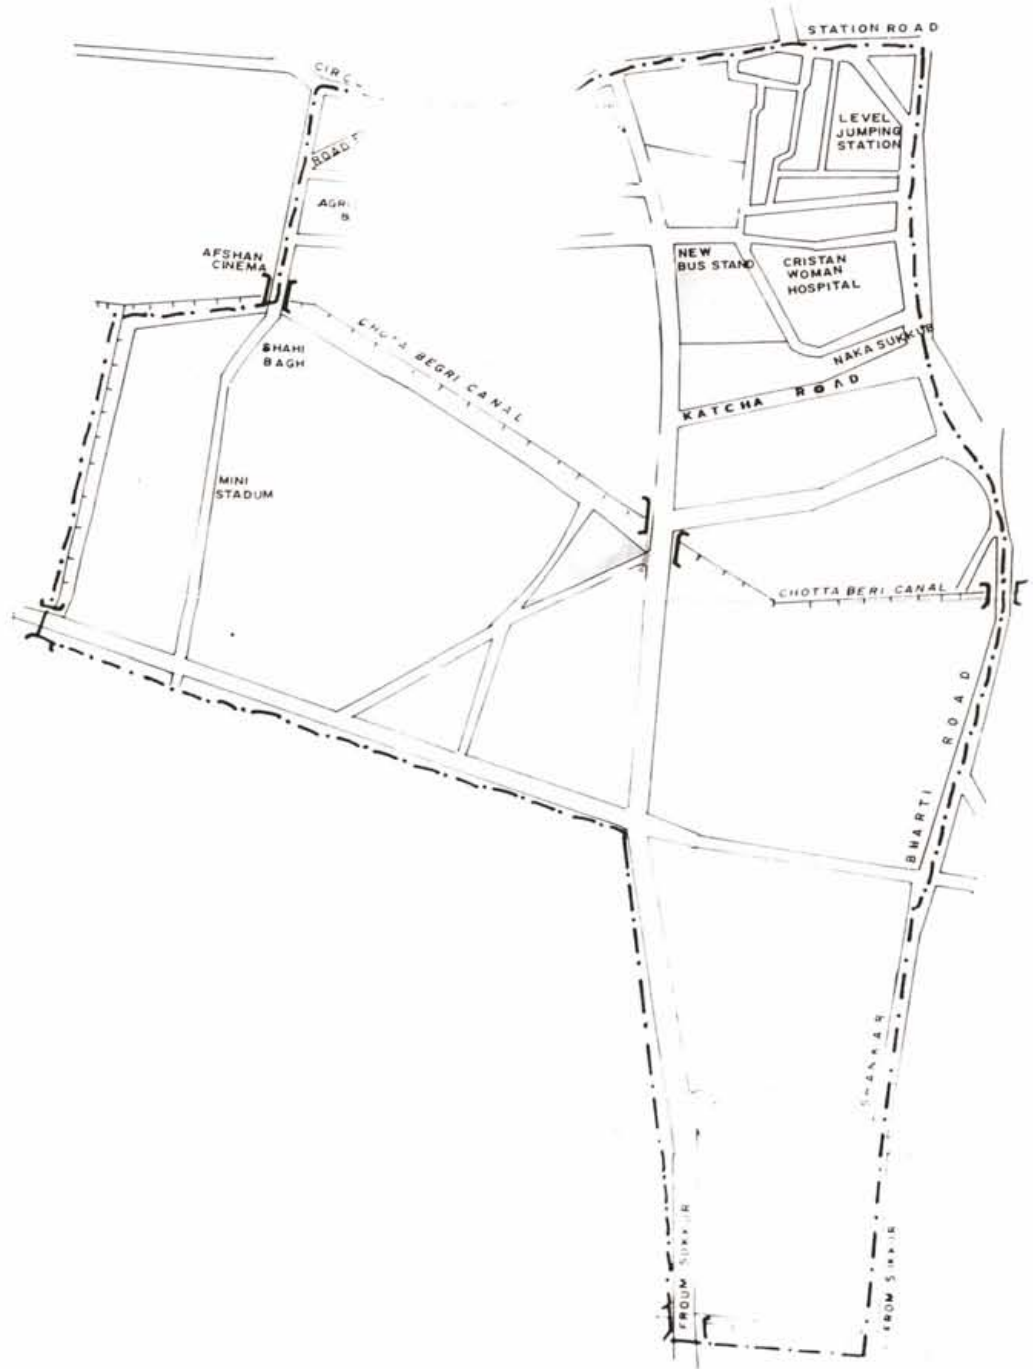 STATION ROAD
CIRC
LEVEL
JUMPING
STATION
ROAD
AGRI
B
AFSHAN
CINEMA
NEW
BUS STAND
CRISTAN
WOMAN
HOSPITAL
SHAHI
BAGH
CHOTA BEGRI CANAL
NAKA SUKKUR
KATCHA ROAD
MINI
STADUM
CHOTTA BERI CANAL
BHARTI ROAD
SHANKAR
FROUM SUKKUR
FROM SUKKUR